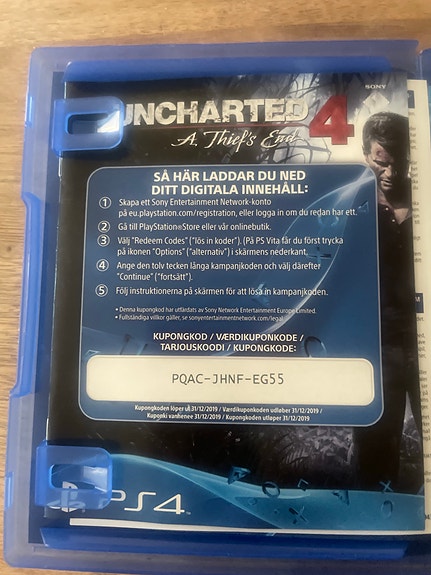 UNCHARTED 4
A Thief's End
SONY
SÅ HÄR LADDAR DU NED
DITT DIGITALA INNEHÅLL:
1 Skapa ett Sony Entertainment Network-konto
på eu.playstation.com/registration, eller logga in om du redan har ett.
2 Gå till PlayStation®Store eller vår onlinebutik.
3 Välj "Redeem Codes" ("lös in koder"). (På PS Vita får du först trycka
på ikonen "Options" ("alternativ") i skärmens nederkant.
4 Ange den tolv tecken långa kampanjkoden och välj därefter
"Continue" ("fortsätt").
5 Följ instruktionerna på skärmen för att lösa in kampanjkoden.
• Denna kupongkod har utfärdats av Sony Network Entertainment Europe Limited.
• Fullständiga villkor gäller, se sonyentertainmentnetwork.com/legal.
KUPONGKOD / VÆRDIKUPONKODE /
TARJOUSKOODI / KUPONGKODE:
PQAC-JHNF-EG55
Kupongkoden löper ut 31/12/2019 / Værdikuponkoden udløber 31/12/2019 /
Kuponki vanhenee 31/12/2019 / Kupongkoden utløper 31/12/2019
PS4